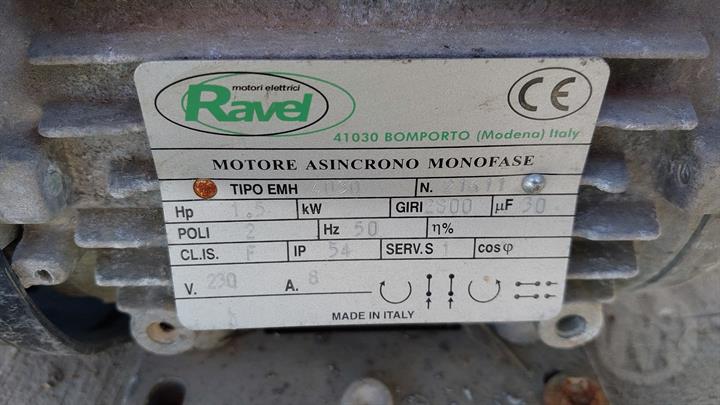 motori elettrici
Ravel
CE
41030 BOMPORTO (Modena) Italy
MOTORE ASINCRONO MONOFASE
TIPO EMH N.
Hp 1.5 kW GIRI 2800 µF 30
POLI 2 Hz 50 η%
CL.IS. F IP 54 SERV.S 1 cosφ
V. 230 A. 8
MADE IN ITALY